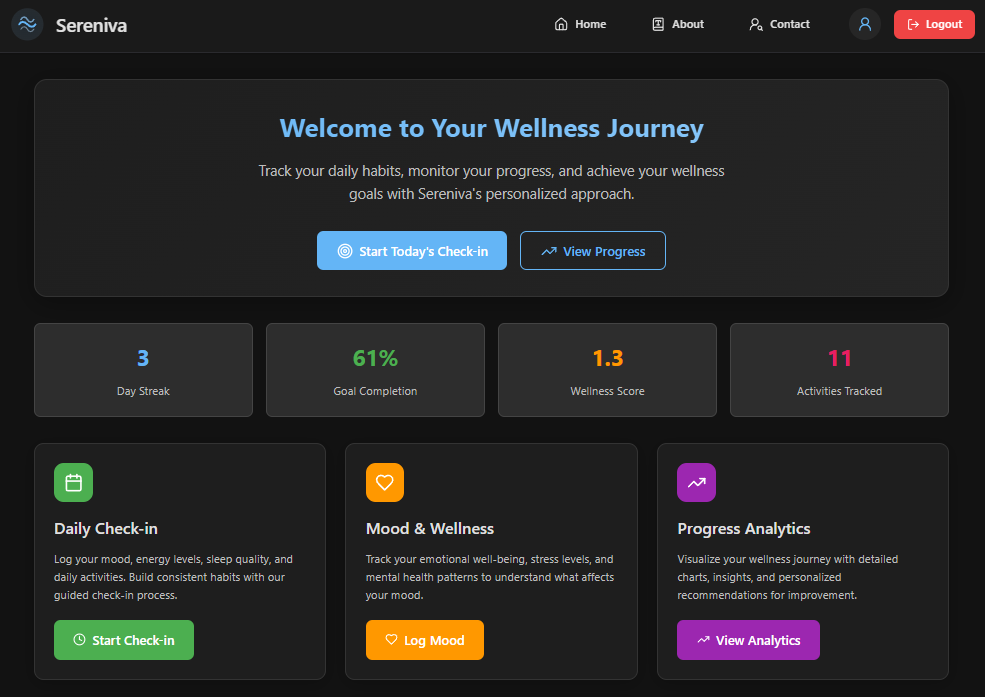 Sereniva
Home
About
Contact
Logout
Welcome to Your Wellness Journey
Track your daily habits, monitor your progress, and achieve your wellness
goals with Sereniva's personalized approach.
Start Today's Check-in
View Progress
3
Day Streak
61%
Goal Completion
1.3
Wellness Score
11
Activities Tracked
Daily Check-in
Log your mood, energy levels, sleep quality, and
daily activities. Build consistent habits with our
guided check-in process.
Start Check-in
Mood & Wellness
Track your emotional well-being, stress levels, and
mental health patterns to understand what affects
your mood.
Log Mood
Progress Analytics
Visualize your wellness journey with detailed
charts, insights, and personalized
recommendations for improvement.
View Analytics